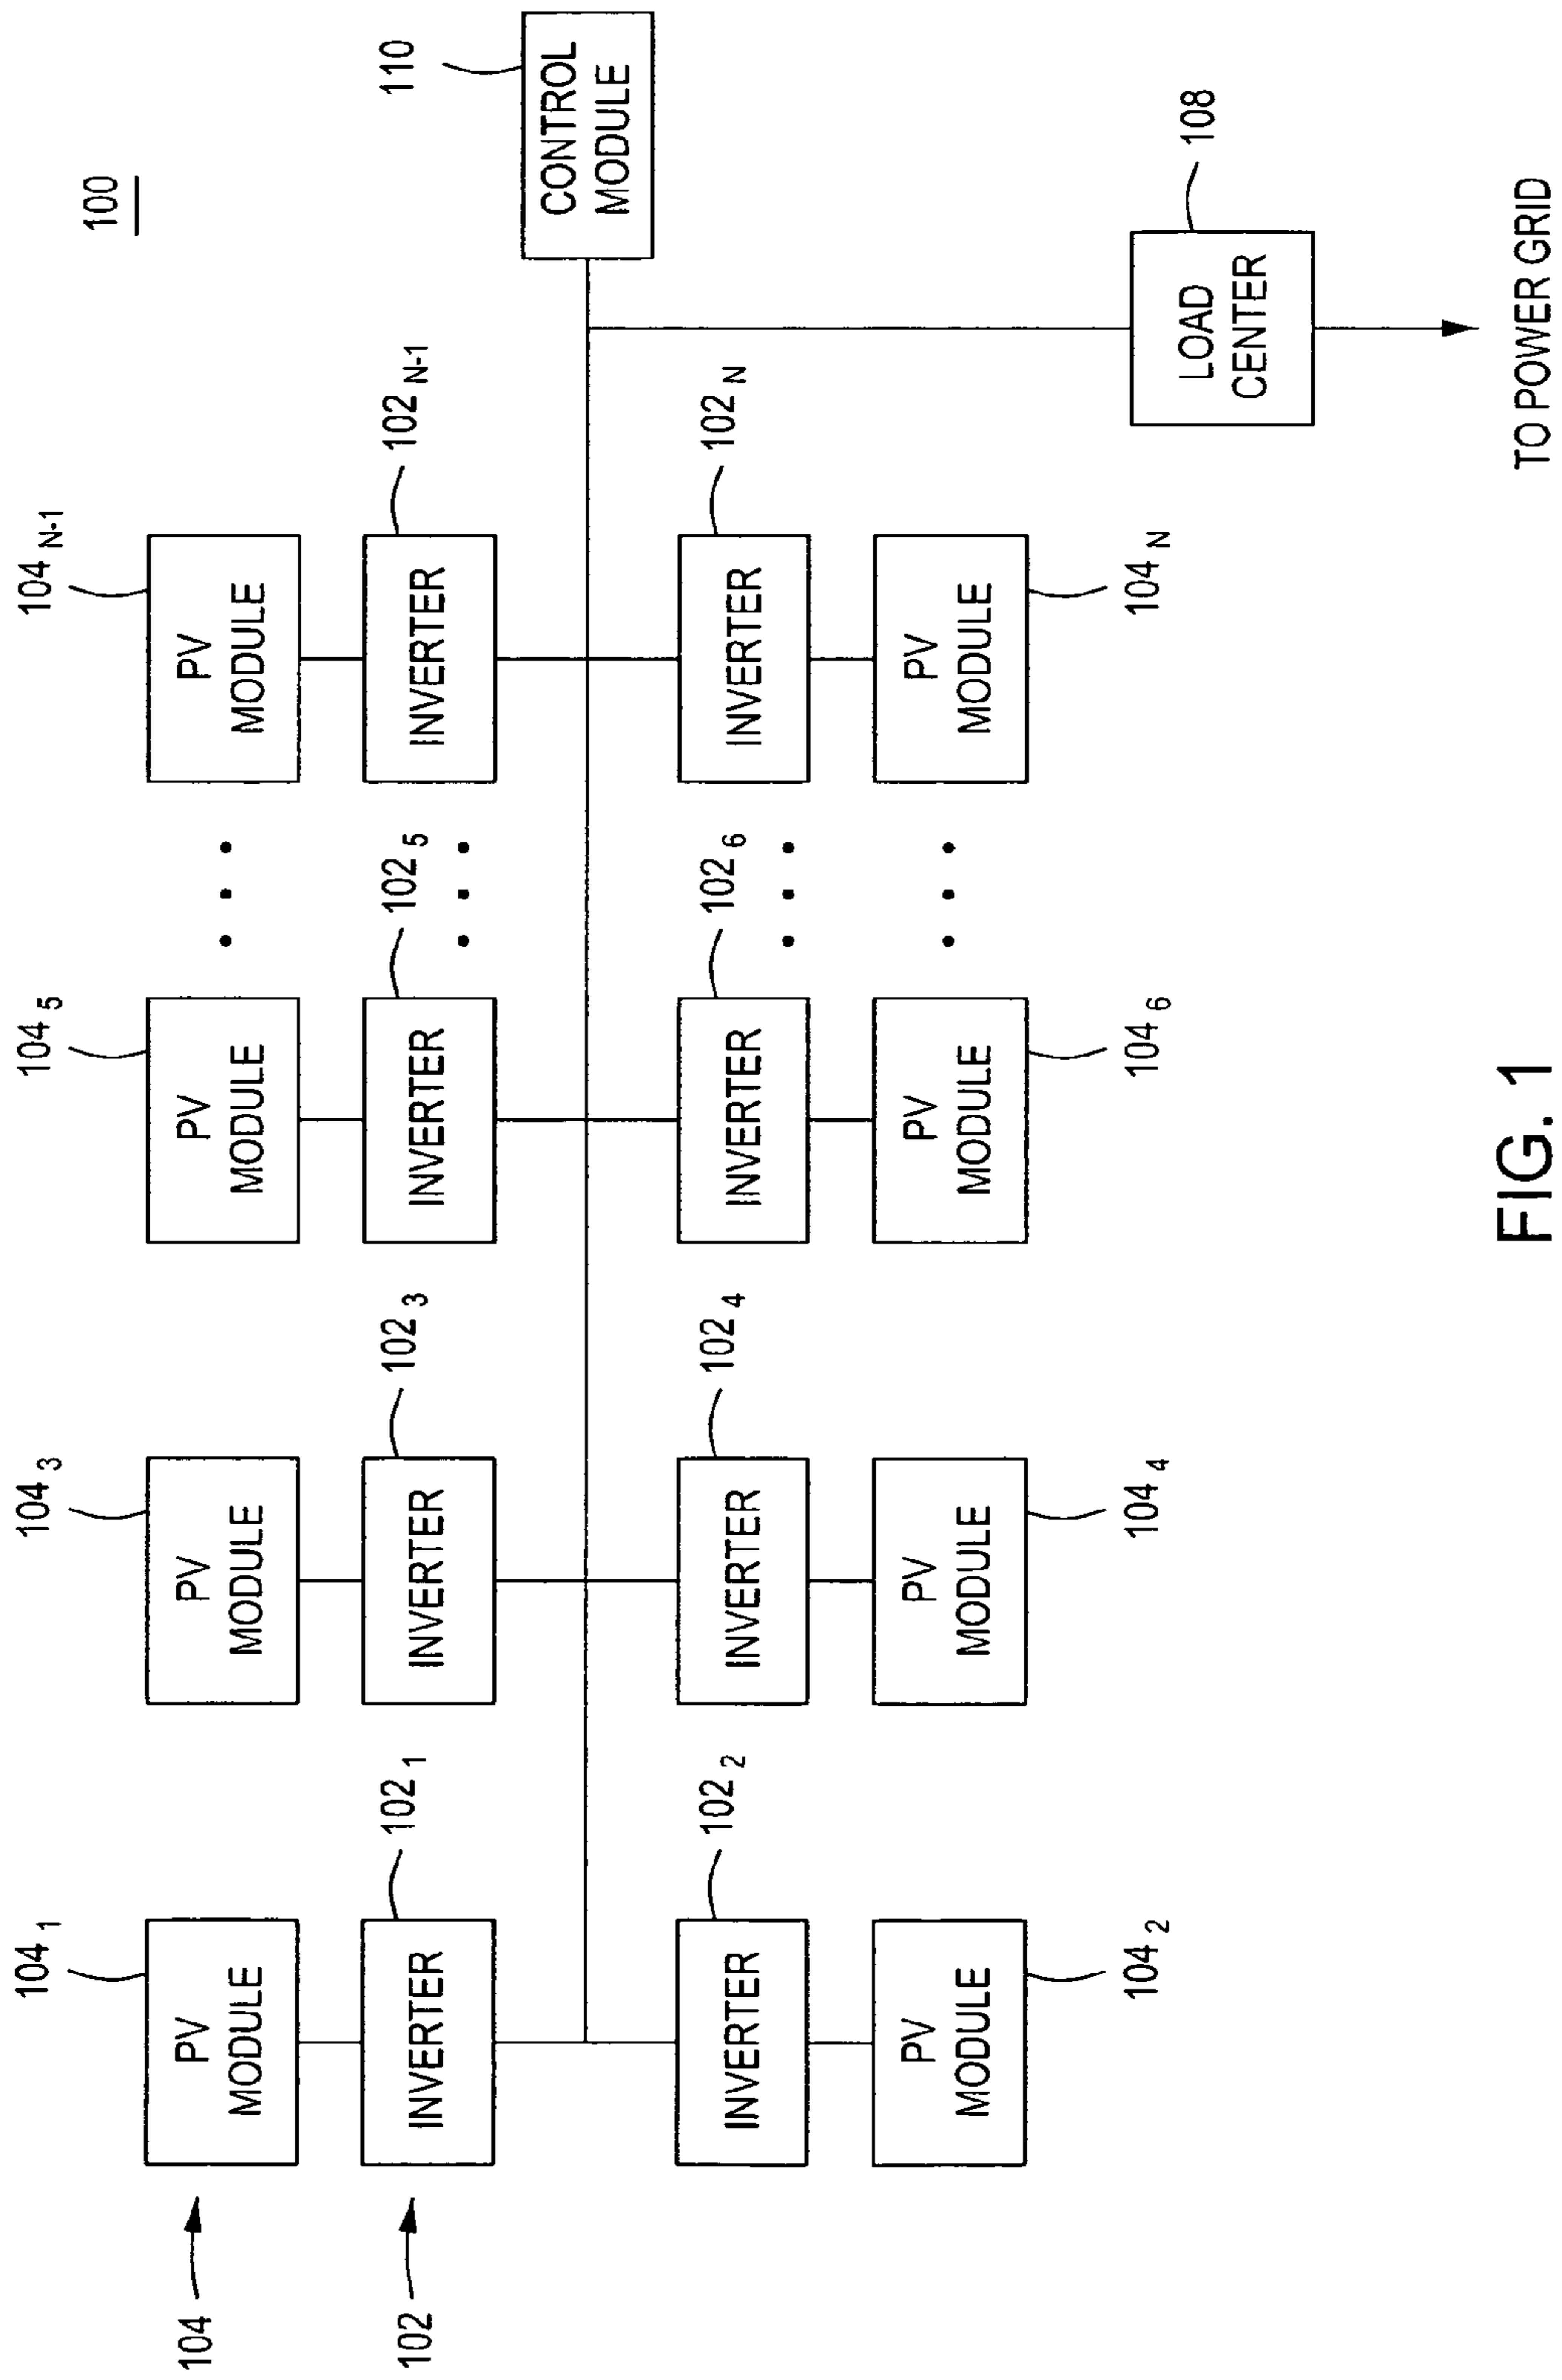 100
104 1
104 3
104 5
104 N-1
104
PV
MODULE
PV
MODULE
PV
MODULE
PV
MODULE
110
CONTROL
MODULE
102 1
102 3
102 5
102 N-1
102
INVERTER
INVERTER
INVERTER
INVERTER
102 2
102 4
102 6
102 N
INVERTER
INVERTER
INVERTER
INVERTER
PV
MODULE
PV
MODULE
PV
MODULE
PV
MODULE
104 2
104 4
104 6
104 N
108
LOAD
CENTER
TO POWER GRID
FIG. 1